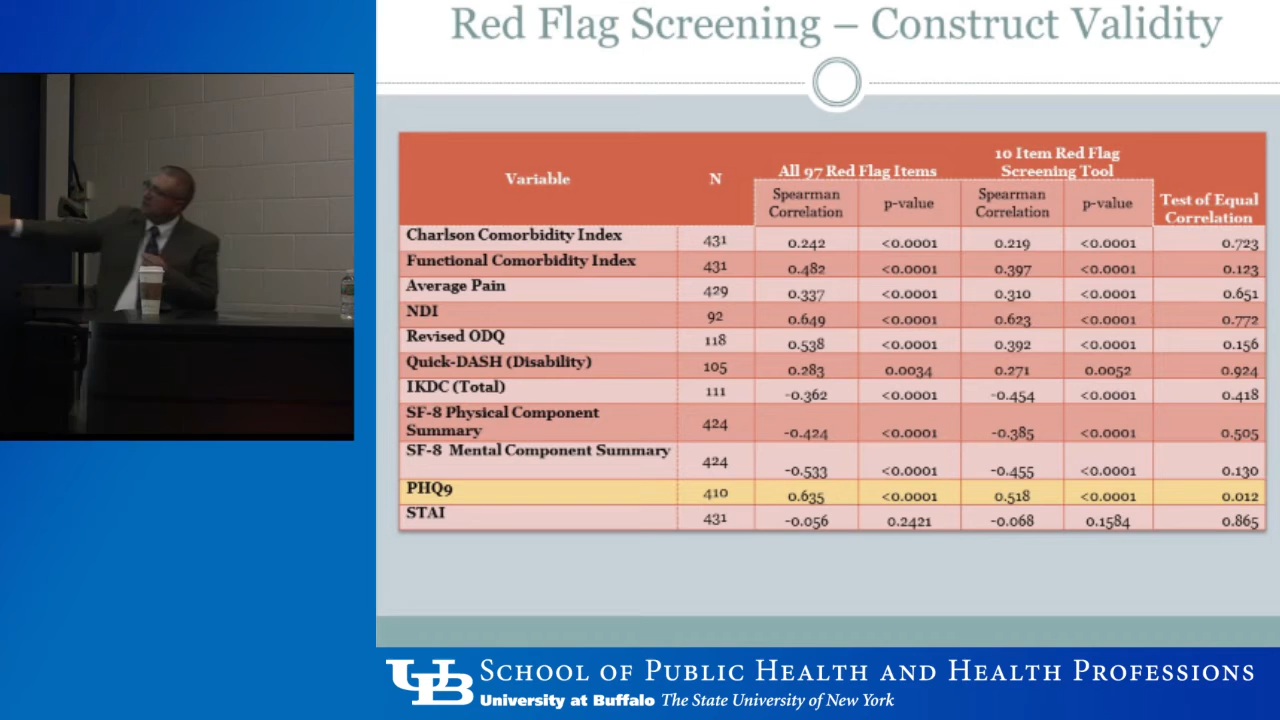 Red Flag Screening – Construct Validity
Variable N All 97 Red Flag Items 10 Item Red Flag Screening Tool Test of Equal Correlation
Spearman Correlation p-value Spearman Correlation p-value
Charlson Comorbidity Index 431 0.242 <0.0001 0.219 <0.0001 0.723
Functional Comorbidity Index 431 0.482 <0.0001 0.397 <0.0001 0.123
Average Pain 429 0.337 <0.0001 0.310 <0.0001 0.651
NDI 92 0.649 <0.0001 0.623 <0.0001 0.772
Revised ODQ 118 0.538 <0.0001 0.392 <0.0001 0.156
Quick-DASH (Disability) 105 0.283 0.0034 0.271 0.0052 0.924
IKDC (Total) 111 -0.362 <0.0001 -0.454 <0.0001 0.418
SF-8 Physical Component Summary 424 -0.424 <0.0001 -0.385 <0.0001 0.505
SF-8 Mental Component Summary 424 -0.533 <0.0001 -0.455 <0.0001 0.130
PHQ9 410 0.635 <0.0001 0.518 <0.0001 0.012
STAI 431 -0.056 0.2421 -0.068 0.1584 0.865
UB School of Public Health and Health Professions
University at Buffalo The State University of New York